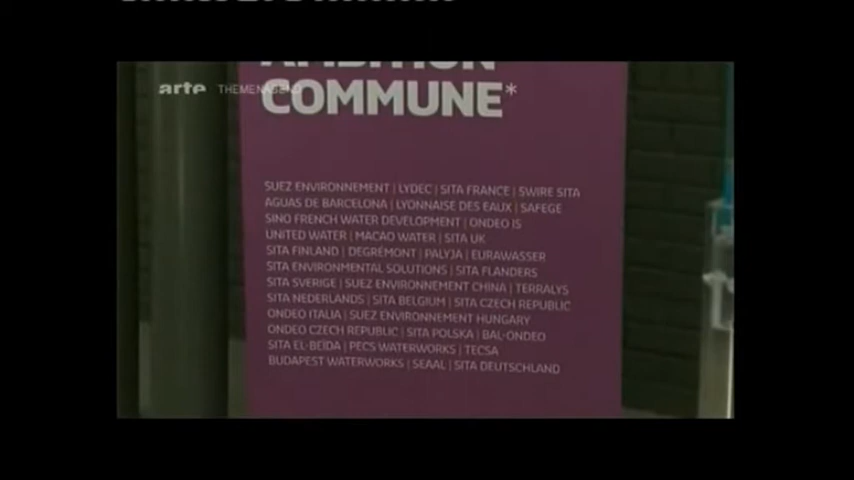 AMBITION
arte THEMENABEND
COMMUNE*
SUEZ ENVIRONNEMENT | LYDEC | SITA FRANCE | SWIRE SITA
AGUAS DE BARCELONA | LYONNAISE DES EAUX | SAFEGE
SINO FRENCH WATER DEVELOPMENT | ONDEO IS
UNITED WATER | MACAO WATER | SITA UK
SITA FINLAND | DEGRÉMONT | PALYJA | EURAWASSER
SITA ENVIRONMENTAL SOLUTIONS | SITA FLANDERS
SITA SVERIGE | SUEZ ENVIRONNEMENT CHINA | TERRALYS
SITA NEDERLANDS | SITA BELGIUM | SITA CZECH REPUBLIC
ONDEO ITALIA | SUEZ ENVIRONNEMENT HUNGARY
ONDEO CZECH REPUBLIC | SITA POLSKA | BAL-ONDEO
SITA EL-BEÏDA | PECS WATERWORKS | TECSA
BUDAPEST WATERWORKS | SEAAL | SITA DEUTSCHLAND